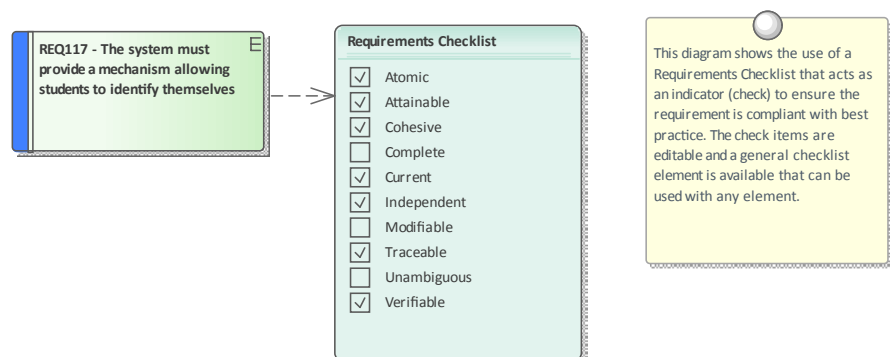 REQ117 - The system must
provide a mechanism allowing
students to identify themselves
Requirements Checklist
Atomic
Attainable
Cohesive
Complete
Current
Independent
Modifiable
Traceable
Unambiguous
Verifiable
This diagram shows the use of a
Requirements Checklist that acts as
an indicator (check) to ensure the
requirement is compliant with best
practice. The check items are
editable and a general checklist
element is available that can be
used with any element.